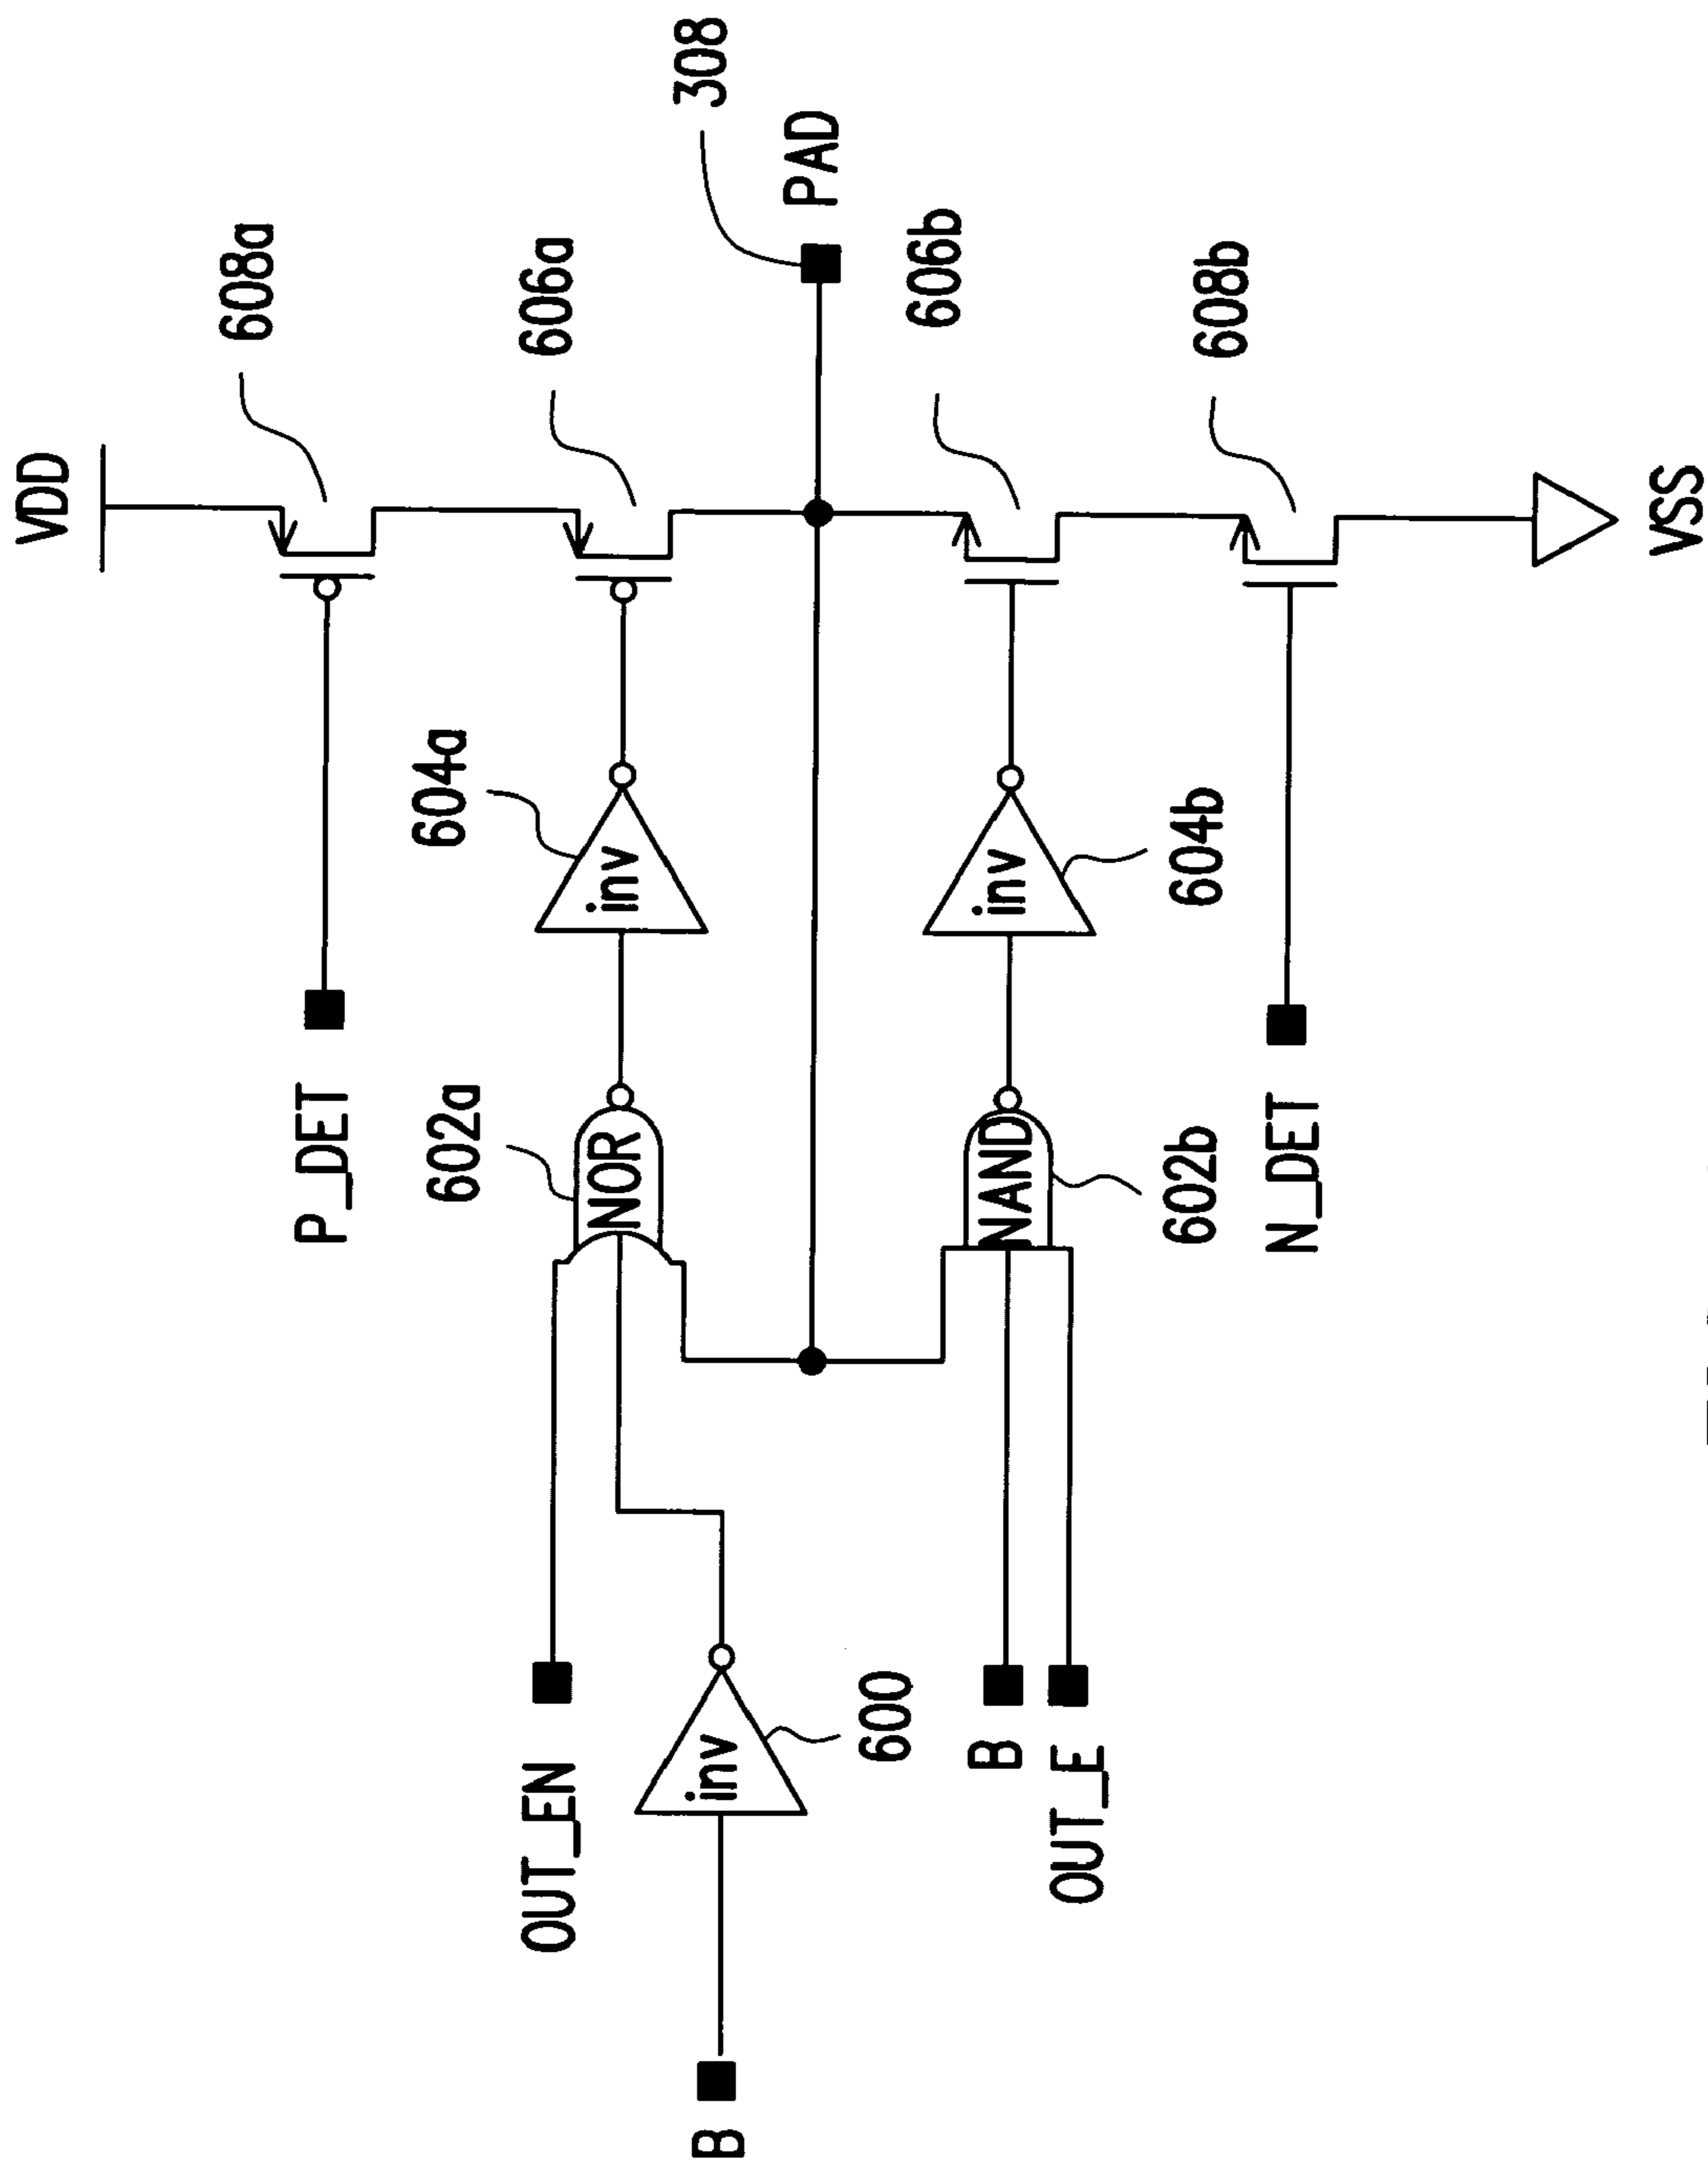 VDD
608a
P_DET
606a
604a
inv
602a
NOR
OUT_EN
308
PAD
B
inv
600
606b
604b
inv
602b
NAND
B
OUT_E
608b
N_DET
VSS